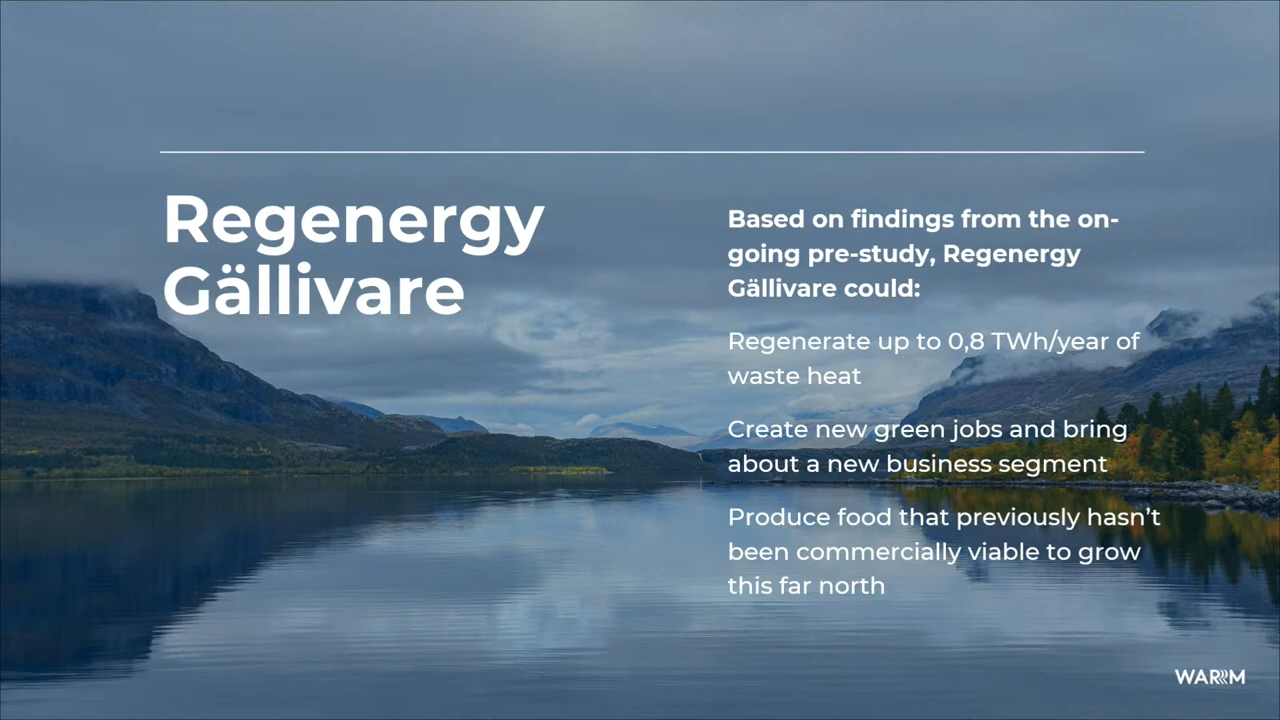 Regenergy
Gällivare
Based on findings from the on-
going pre-study, Regenergy
Gällivare could:
Regenerate up to 0,8 TWh/year of
waste heat
Create new green jobs and bring
about a new business segment
Produce food that previously hasn’t
been commercially viable to grow
this far north
WARM